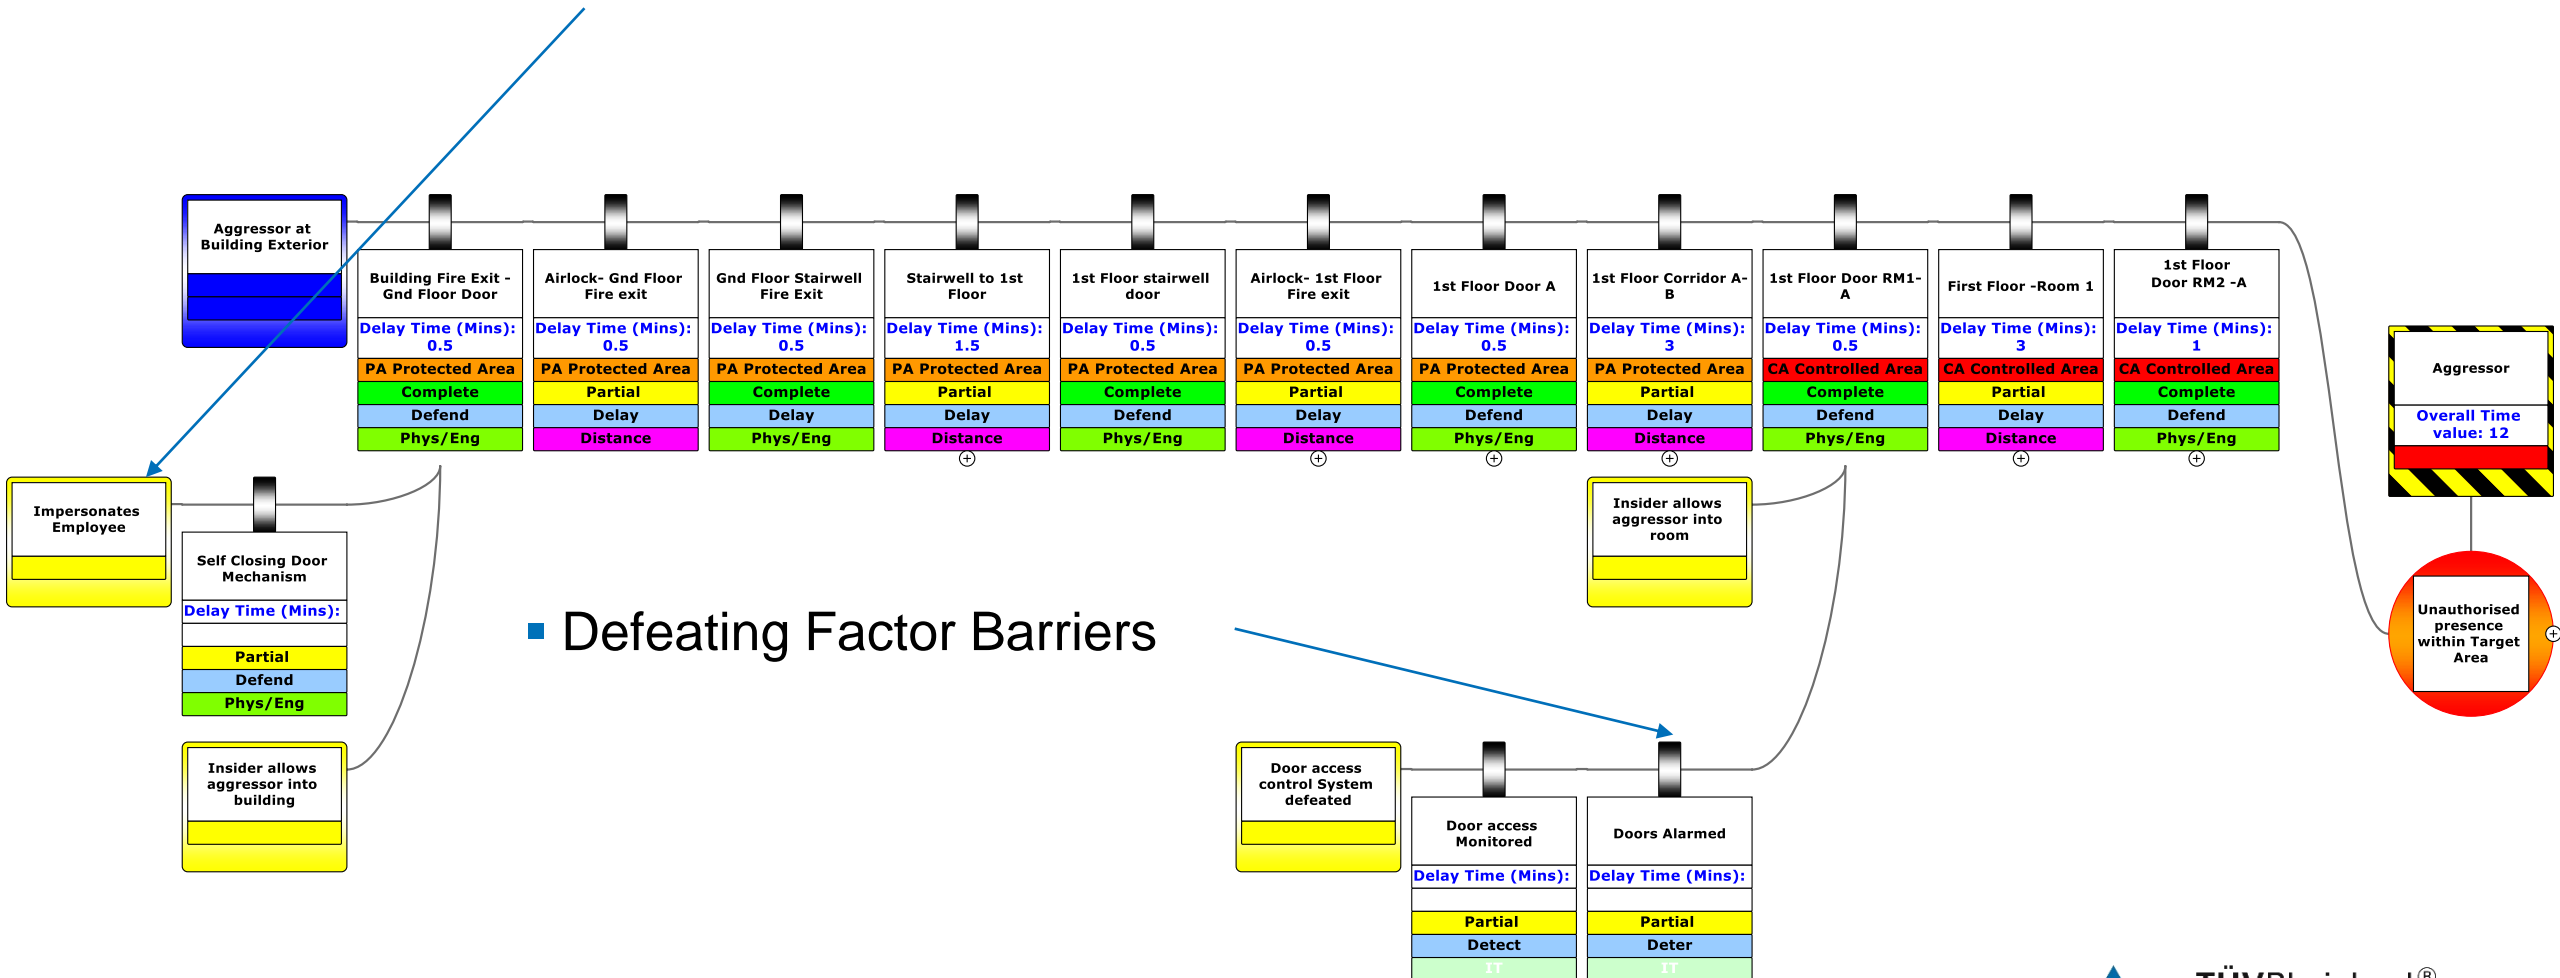 Aggressor at
Building Exterior
Building Fire Exit -
Gnd Floor Door
Delay Time (Mins):
0.5
PA Protected Area
Complete
Defend
Phys/Eng
Airlock- Gnd Floor
Fire exit
Delay Time (Mins):
0.5
PA Protected Area
Partial
Delay
Distance
Gnd Floor Stairwell
Fire Exit
Delay Time (Mins):
0.5
PA Protected Area
Complete
Delay
Phys/Eng
Stairwell to 1st
Floor
Delay Time (Mins):
1.5
PA Protected Area
Partial
Delay
Distance
1st Floor stairwell
door
Delay Time (Mins):
0.5
PA Protected Area
Complete
Defend
Phys/Eng
Airlock- 1st Floor
Fire exit
Delay Time (Mins):
0.5
PA Protected Area
Partial
Delay
Distance
1st Floor Door A
Delay Time (Mins):
0.5
PA Protected Area
Complete
Defend
Phys/Eng
1st Floor Corridor A-
B
Delay Time (Mins):
3
PA Protected Area
Partial
Delay
Distance
1st Floor Door RM1-
A
Delay Time (Mins):
0.5
CA Controlled Area
Complete
Defend
Phys/Eng
First Floor -Room 1
Delay Time (Mins):
3
CA Controlled Area
Partial
Delay
Distance
1st Floor
Door RM2 -A
Delay Time (Mins):
1
CA Controlled Area
Complete
Defend
Phys/Eng
Aggressor
Overall Time
value: 12
Unauthorised
presence
within Target
Area
Impersonates
Employee
Self Closing Door
Mechanism
Delay Time (Mins):
Partial
Defend
Phys/Eng
Insider allows
aggressor into
building
Insider allows
aggressor into
room
Defeating Factor Barriers
Door access
control System
defeated
Door access
Monitored
Delay Time (Mins):
Partial
Detect
IT
Doors Alarmed
Delay Time (Mins):
Partial
Deter
IT
TÜVRheinland®